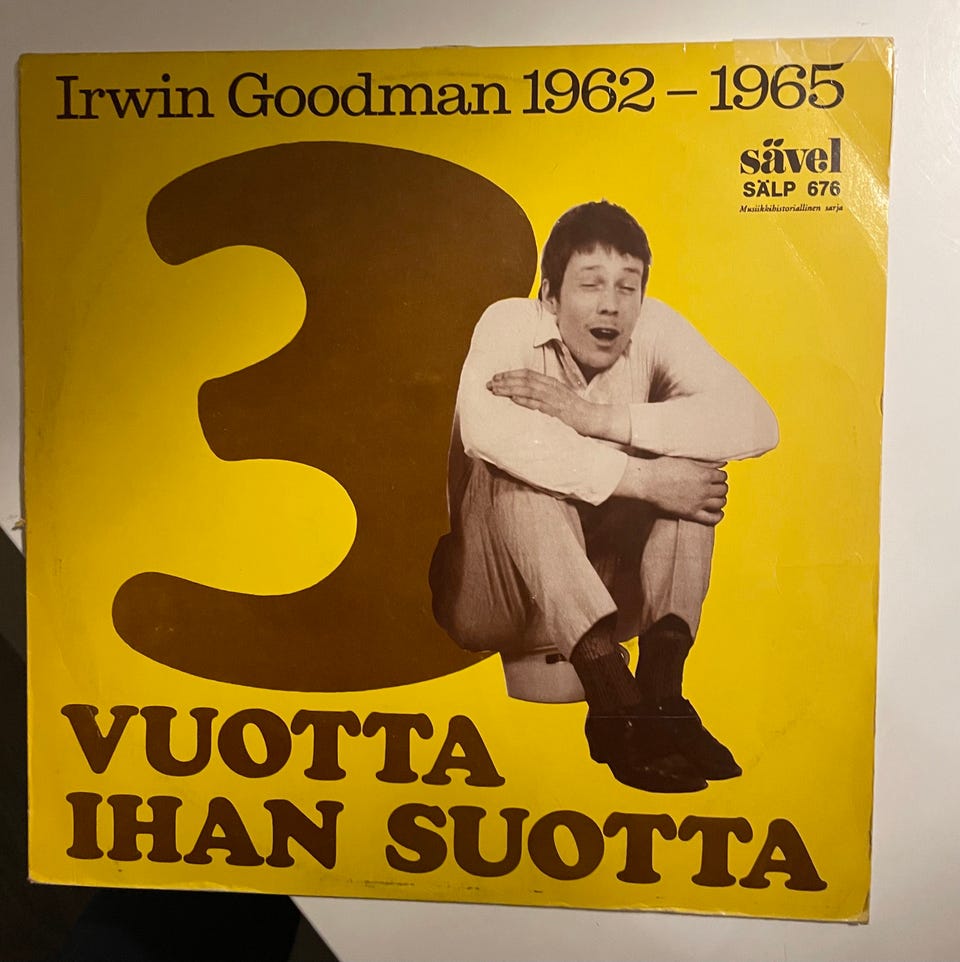 Irwin Goodman 1962 – 1965
sävel
SÄLP 676
Musiikkihistoriallinen sarja
3
VUOTTA
IHAN SUOTTA